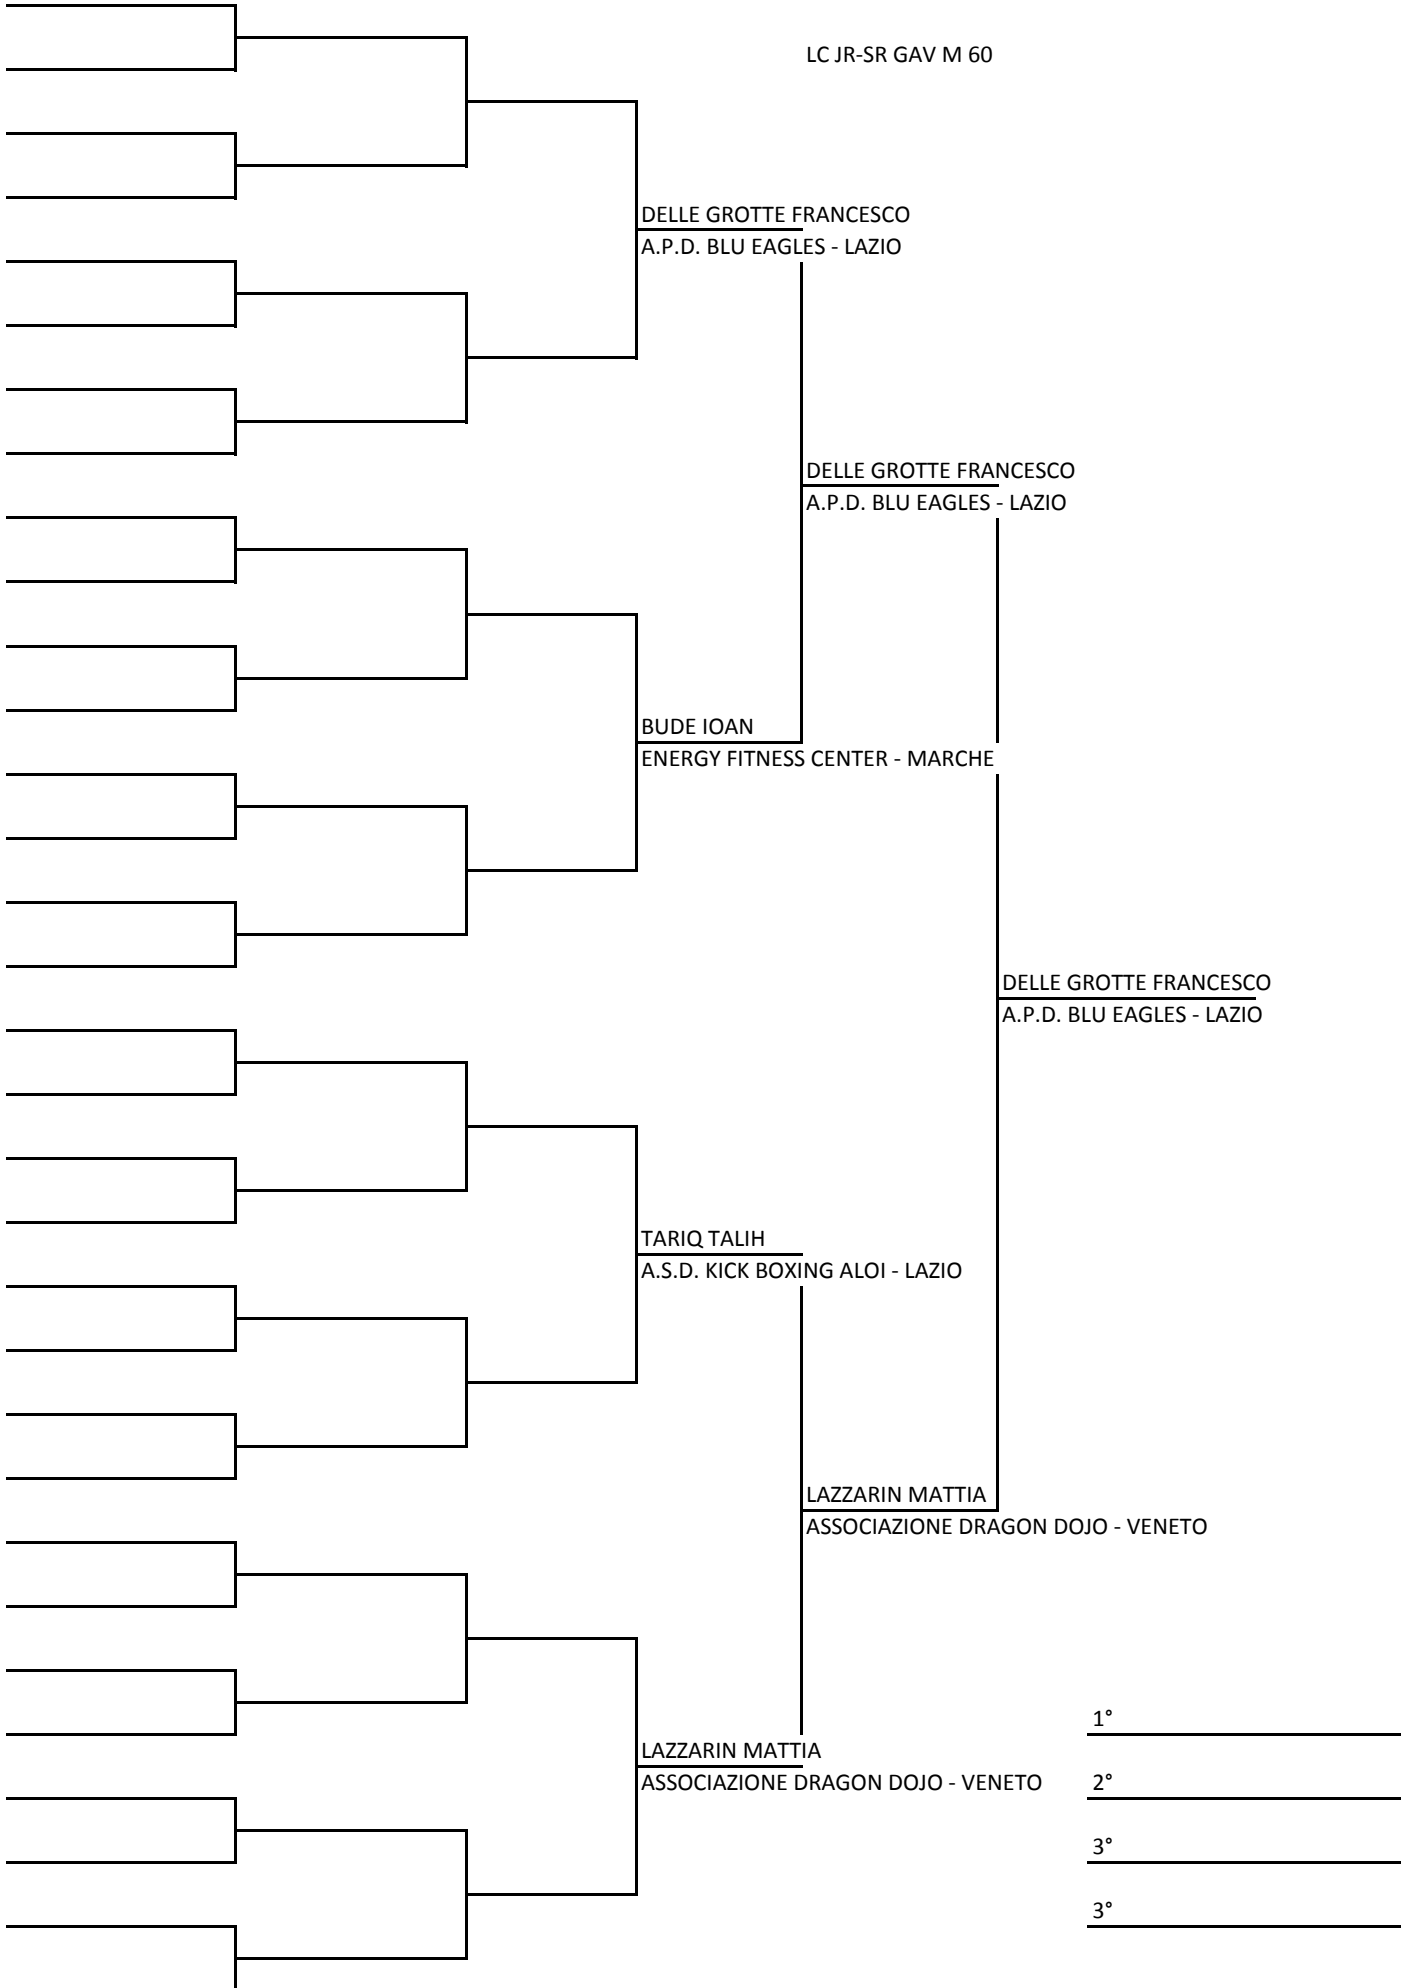 LC JR-SR GAV M 60
DELLE GROTTE FRANCESCO
A.P.D. BLU EAGLES - LAZIO
DELLE GROTTE FRANCESCO
A.P.D. BLU EAGLES - LAZIO
BUDE IOAN
ENERGY FITNESS CENTER - MARCHE
DELLE GROTTE FRANCESCO
A.P.D. BLU EAGLES - LAZIO
TARIQ TALIH
A.S.D. KICK BOXING ALOI - LAZIO
LAZZARIN MATTIA
ASSOCIAZIONE DRAGON DOJO - VENETO
1°
LAZZARIN MATTIA
ASSOCIAZIONE DRAGON DOJO - VENETO
2°
3°
3°